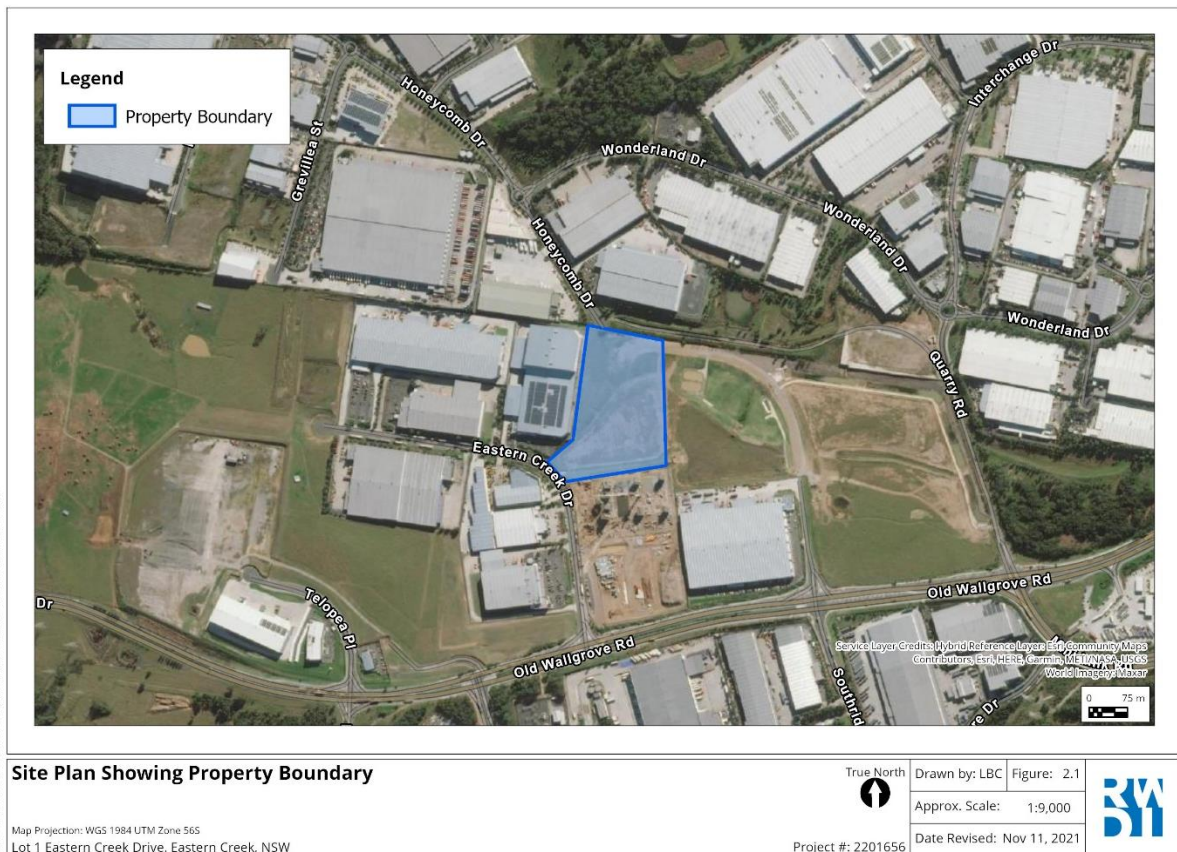 Legend
Property Boundary
Honeycomb Dr
Grevillea St
Interchange Dr
Wonderland Dr
Wonderland Dr
Honeycomb Dr
Wonderland Dr
Quarry Rd
Eastern Creek Dr
Old Wallgrove Rd
Telopea Pl
Dr
Old Wallgrove Rd
Southrid
re Dr
Service Layer Credits: Hybrid Reference Layer: Esri Community Maps
Contributors, Esri, HERE, Garmin, METI/NASA, USGS
World Imagery: Maxar
0 75 m
Site Plan Showing Property Boundary
True North
Drawn by: LBC Figure: 2.1
Approx. Scale: 1:9,000
Date Revised: Nov 11, 2021
Map Projection: WGS 1984 UTM Zone 56S
Lot 1 Eastern Creek Drive, Eastern Creek, NSW
Project #: 2201656
RWDI